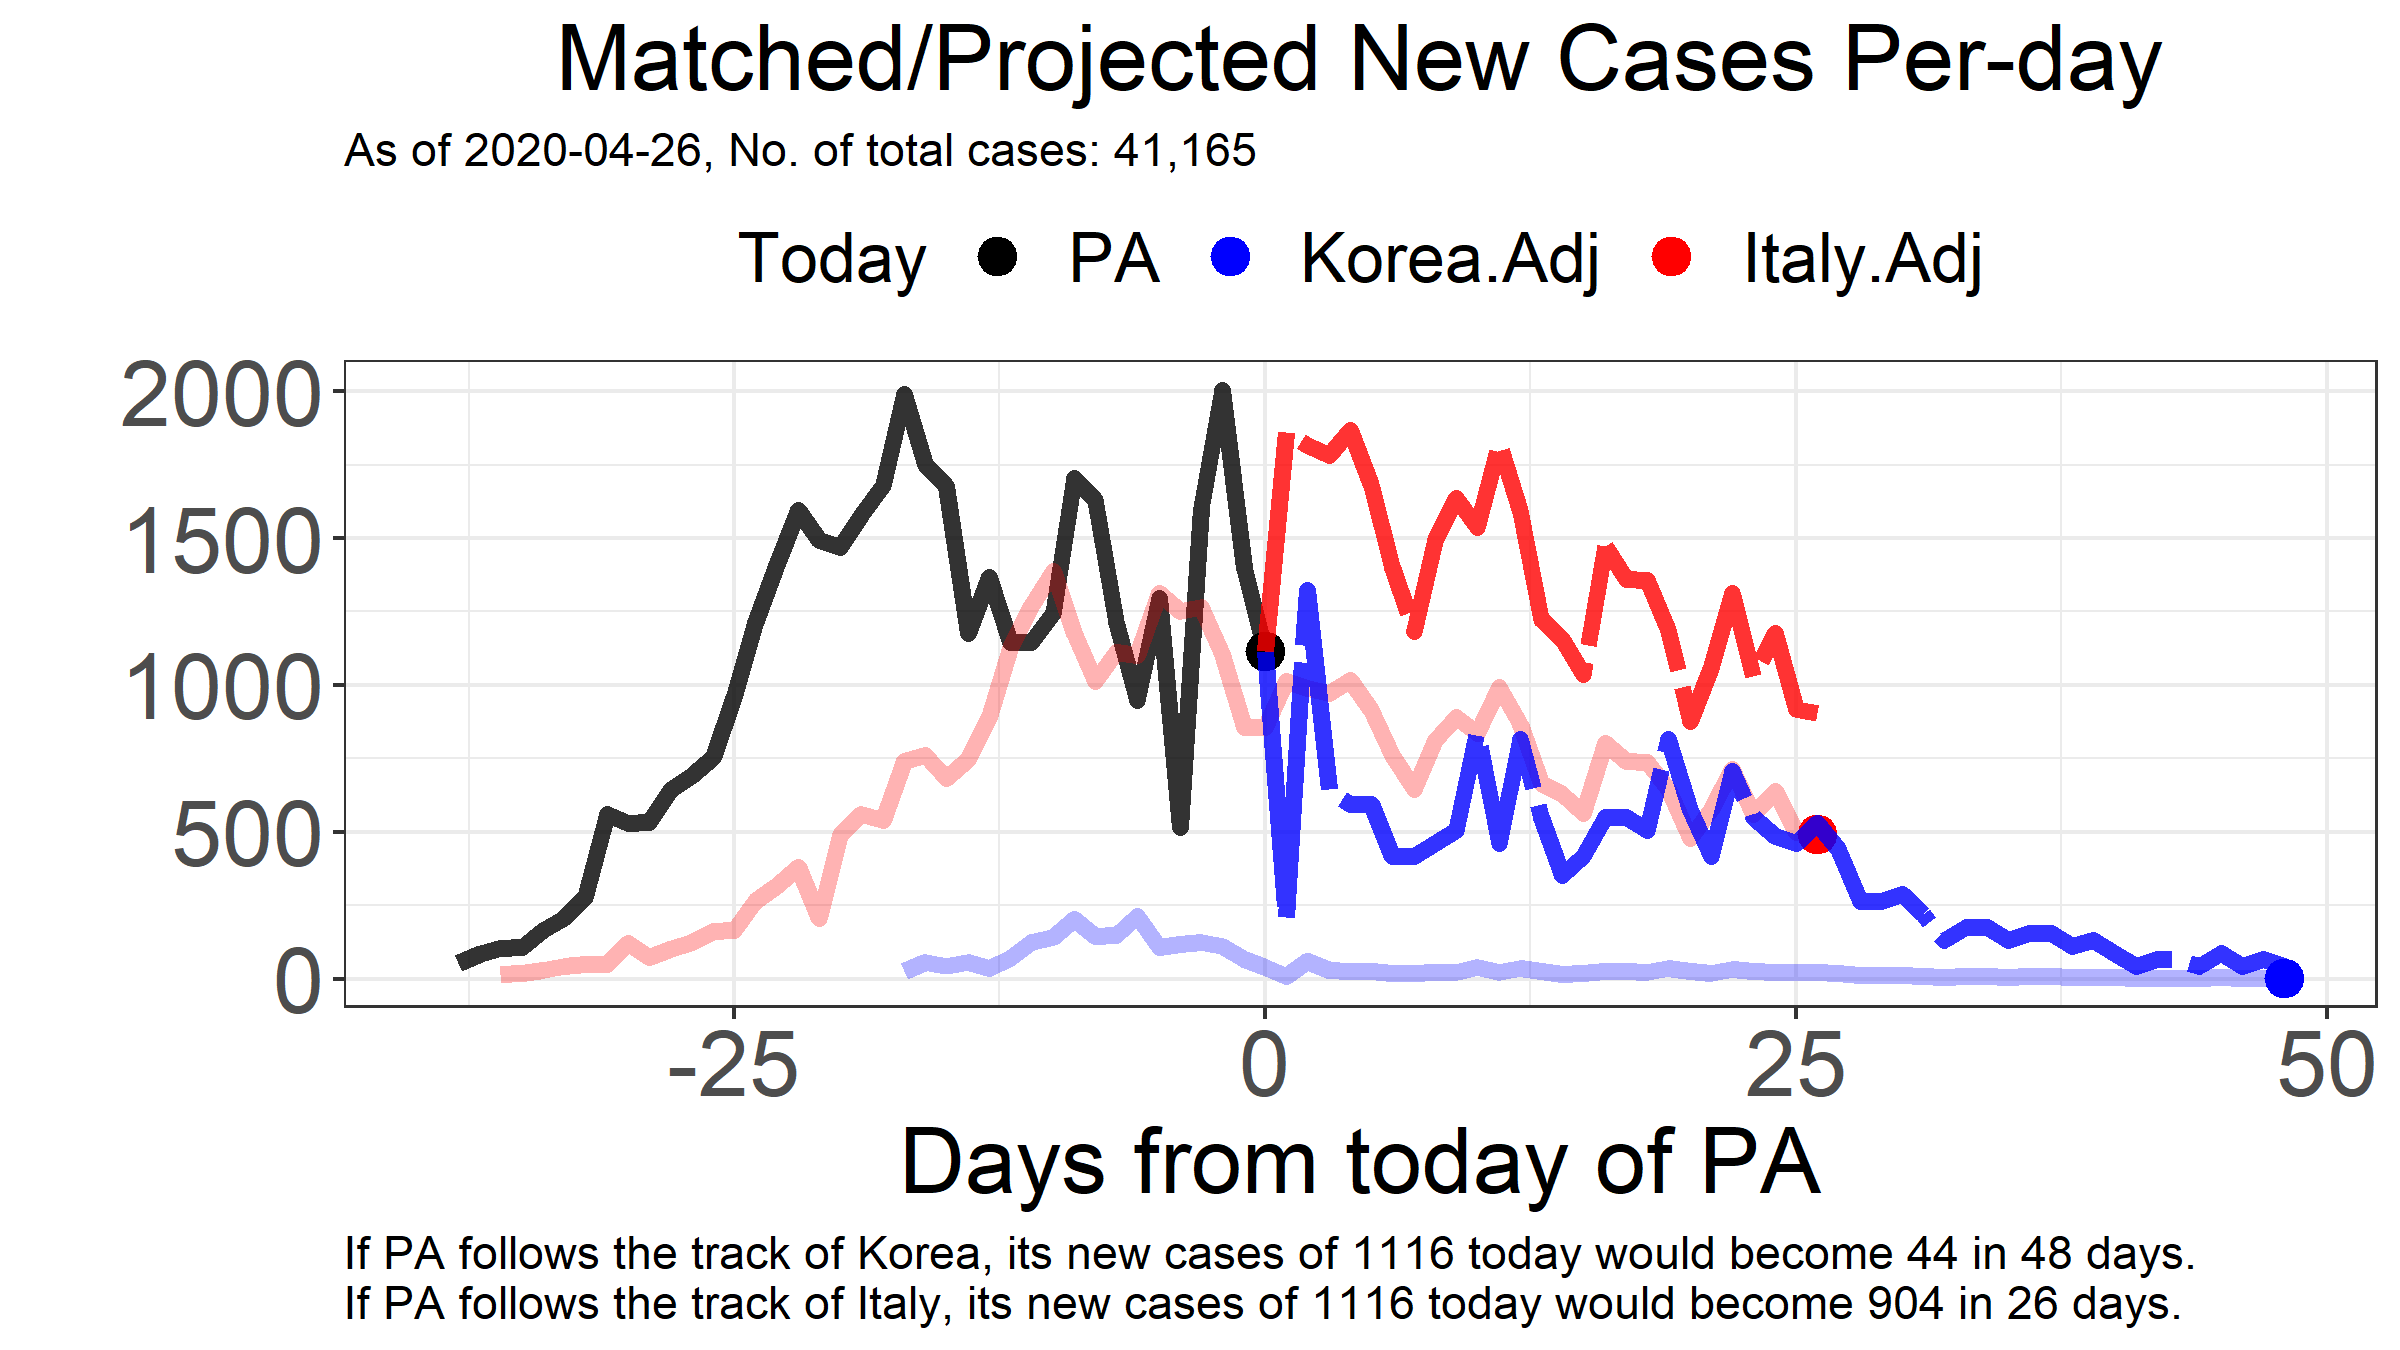 Matched/Projected New Cases Per-day
As of 2020-04-26, No. of total cases: 41,165
Today PA Korea.Adj Italy.Adj
2000
1500
1000
500
0
-25 0 25 50
Days from today of PA
If PA follows the track of Korea, its new cases of 1116 today would become 44 in 48 days.
If PA follows the track of Italy, its new cases of 1116 today would become 904 in 26 days.